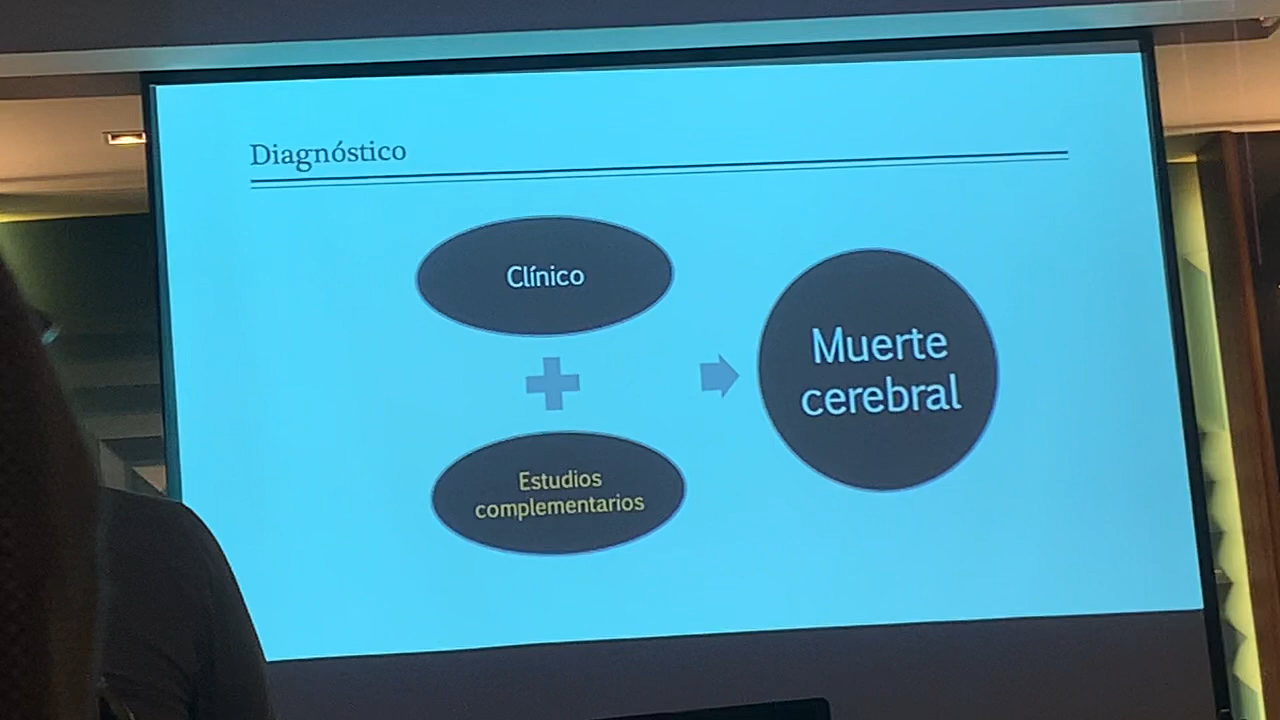 Diagnóstico
Clínico
Estudios
complementarios
Muerte
cerebral